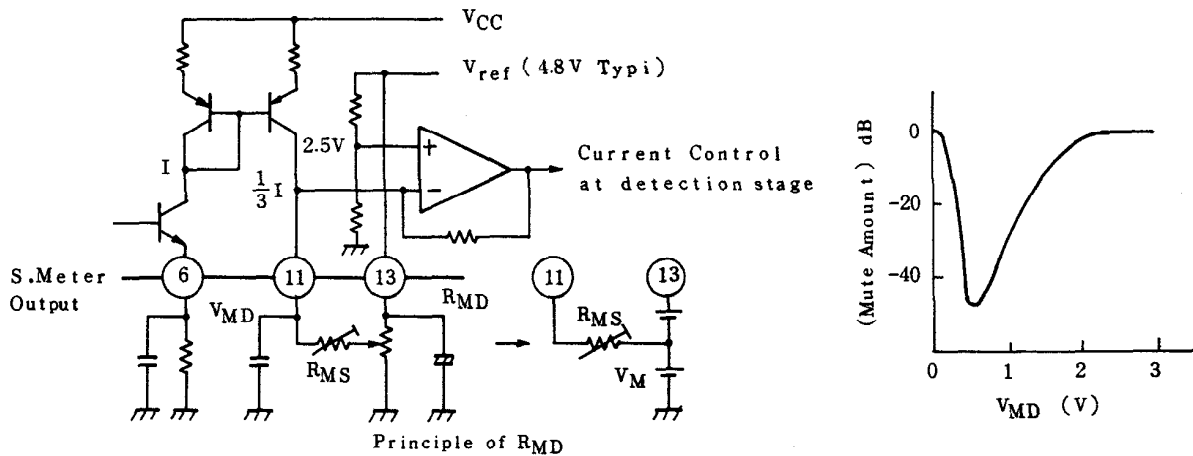 V_CC
V_ref (4.8V Typi)
2.5V
+
−
I
1/3 I
Current Control
at detection stage
S.Meter
Output
6
11
13
R_MD
V_MD
R_MS
11
13
R_MS
V_M
Principle of R_MD
(Mute Amount) dB
0
-20
-40
0
1
2
3
V_MD (V)